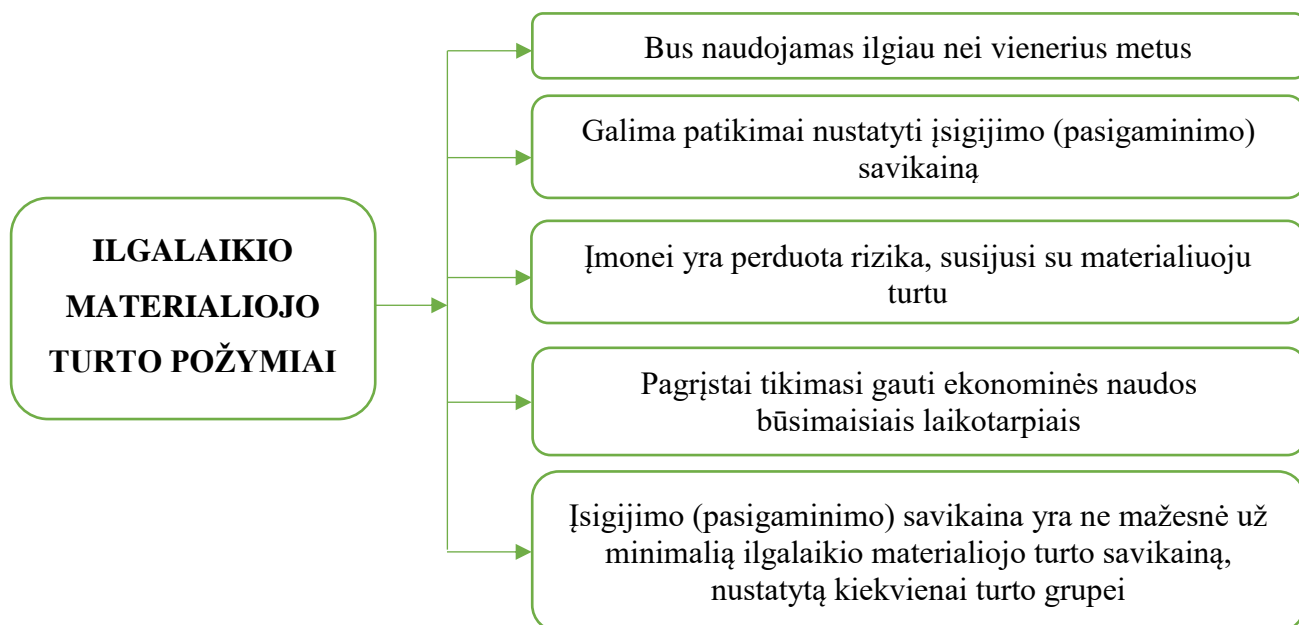 ILGALAIKIO
MATERIALIOJO
TURTO POŽYMIAI
Bus naudojamas ilgiau nei vienerius metus
Galima patikimai nustatyti įsigijimo (pasigaminimo)
savikainą
Įmonei yra perduota rizika, susijusi su materialiuoju
turtu
Pagrįstai tikimasi gauti ekonominės naudos
būsimaisiais laikotarpiais
Įsigijimo (pasigaminimo) savikaina yra ne mažesnė už
minimalią ilgalaikio materialiojo turto savikainą,
nustatytą kiekvienai turto grupei